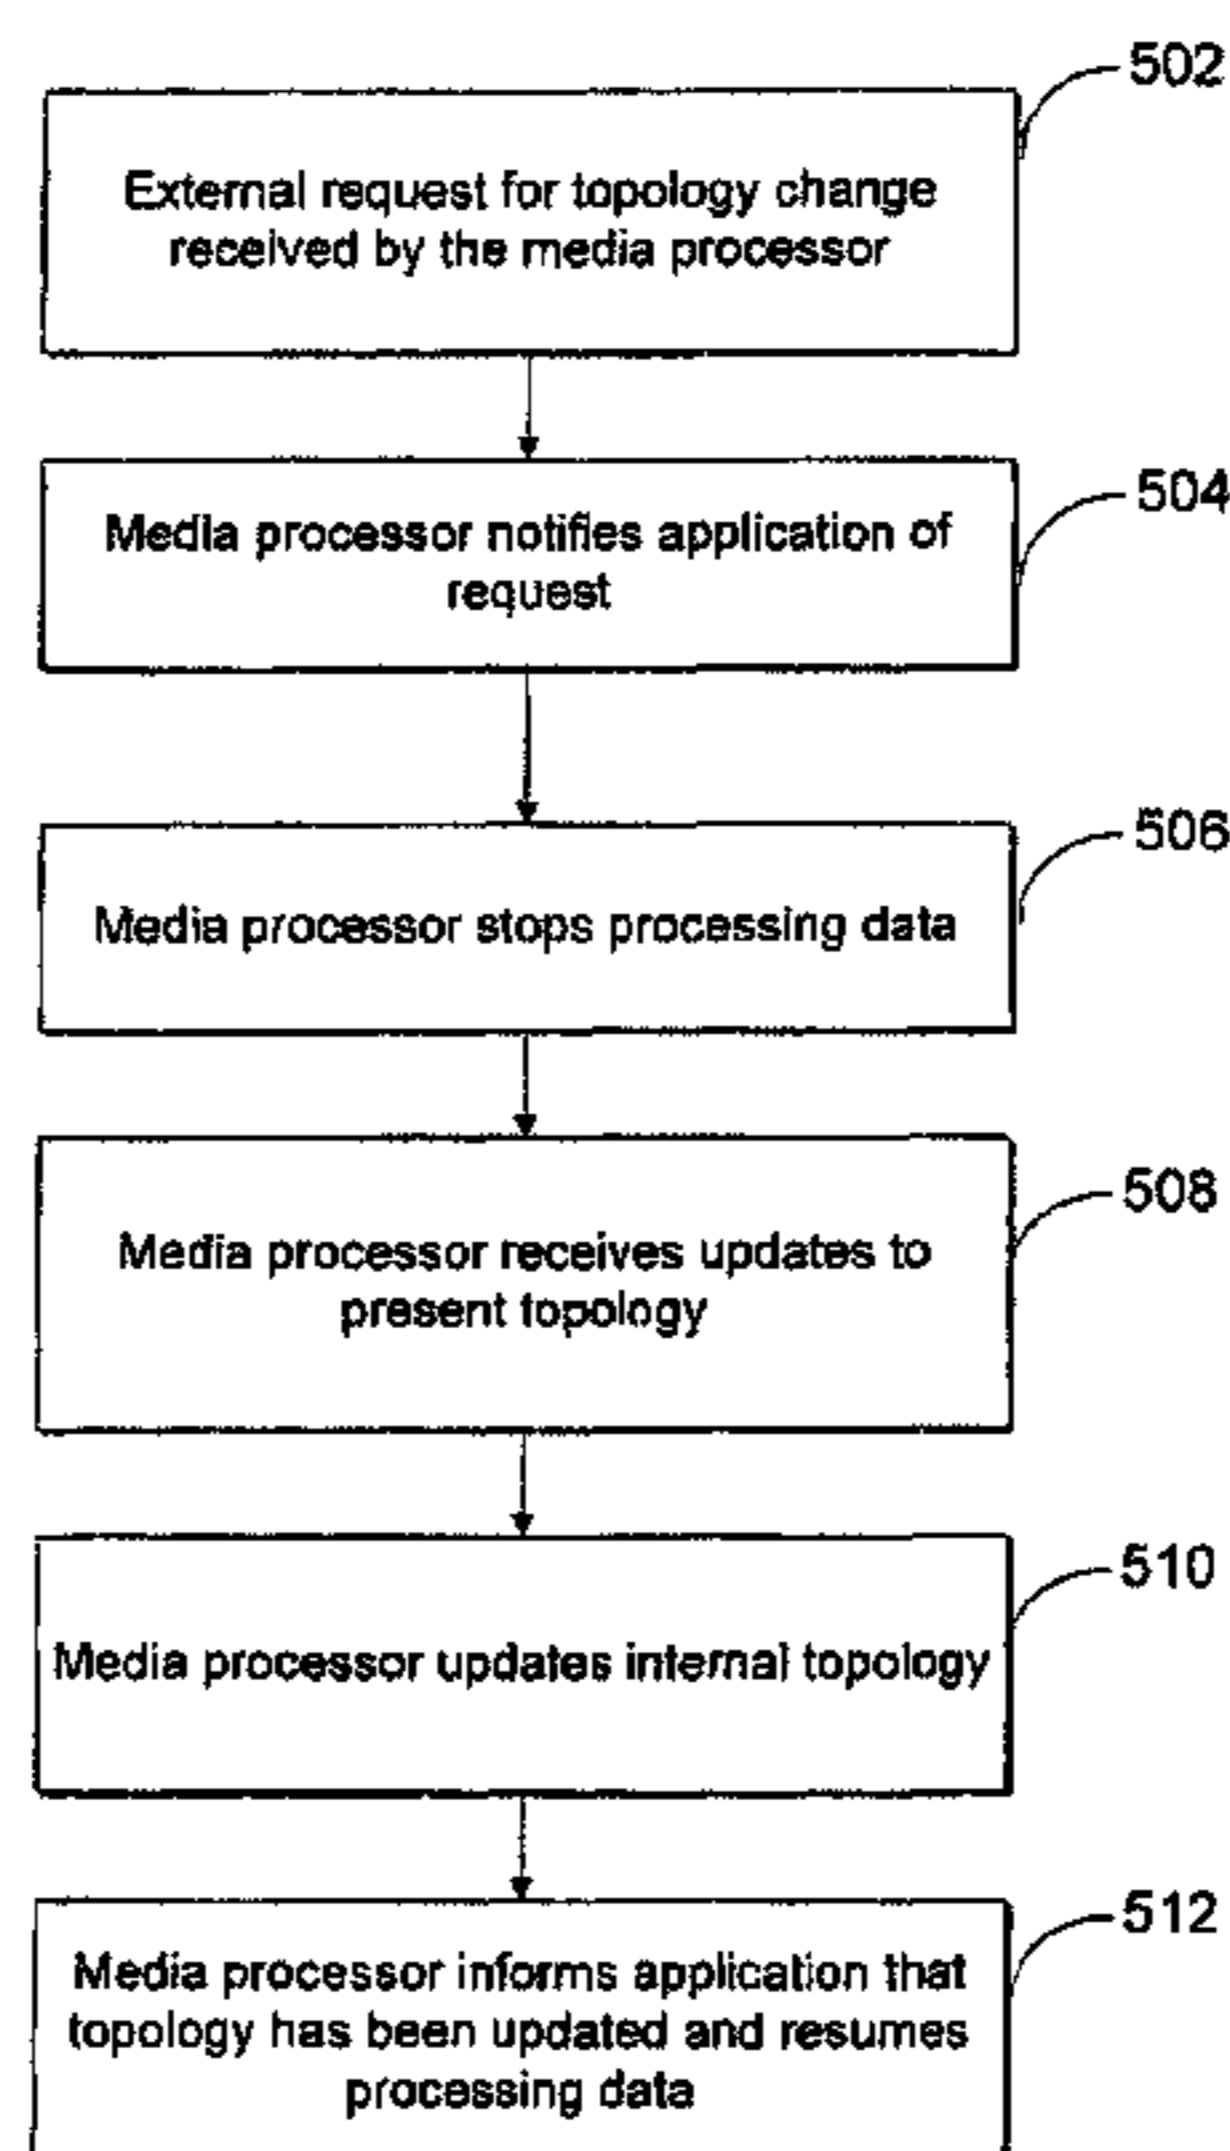 502
External request for topology change
received by the media processor
504
Media processor notifies application of
request
506
Media processor stops processing data
508
Media processor receives updates to
present topology
510
Media processor updates internal topology
512
Media processor informs application that
topology has been updated and resumes
processing data